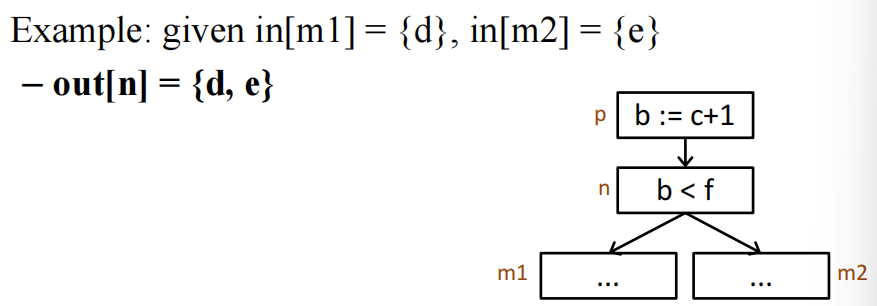 Example: given in[m1] = {d}, in[m2] = {e}
– out[n] = {d, e}
p b := c+1
n b < f
m1 ... ... m2